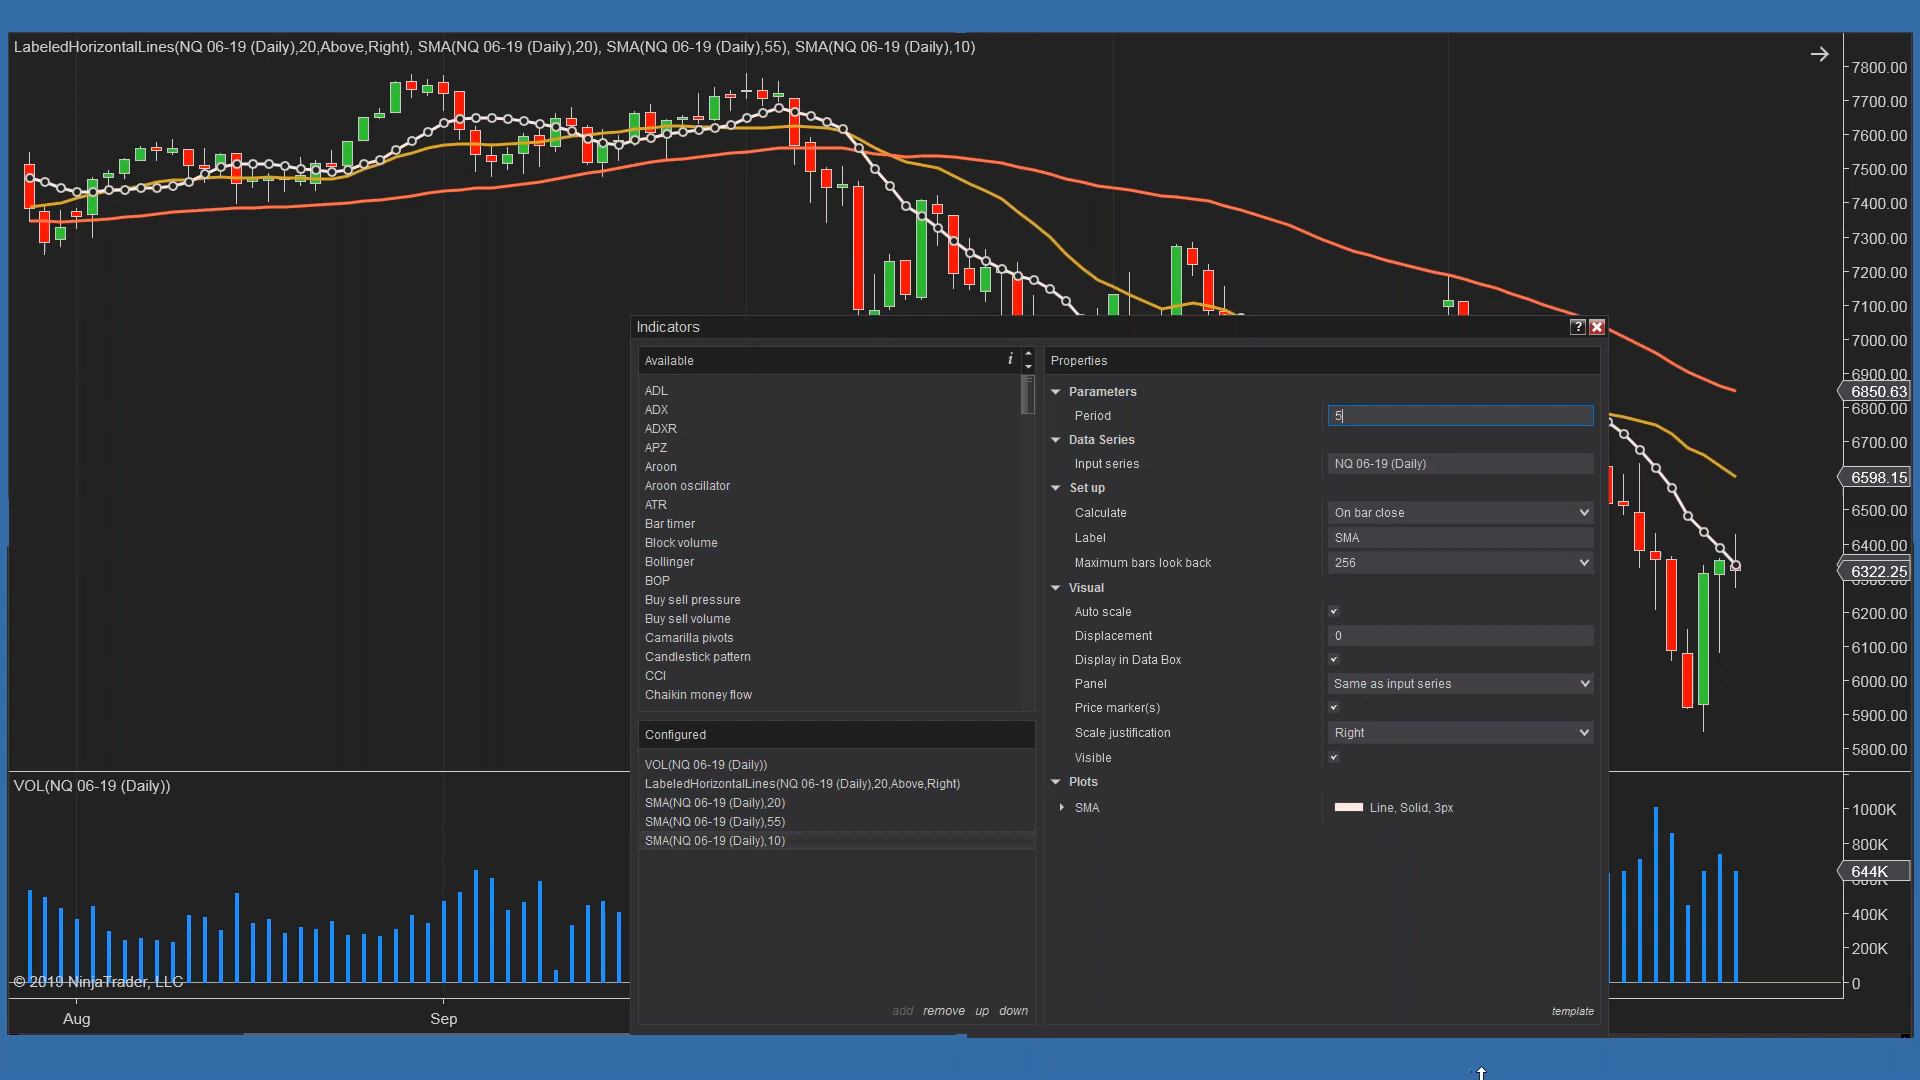 LabeledHorizontalLines(NQ 06-19 (Daily),20,Above,Right), SMA(NQ 06-19 (Daily),20), SMA(NQ 06-19 (Daily),55), SMA(NQ 06-19 (Daily),10)
7800.00
7700.00
7600.00
7500.00
7400.00
7300.00
7200.00
7100.00
7000.00
6900.00
6850.63
6800.00
6700.00
6598.15
6500.00
6400.00
6322.25
6200.00
6100.00
6000.00
5900.00
5800.00
Indicators
?
Available
i
ADL
ADX
ADXR
APZ
Aroon
Aroon oscillator
ATR
Bar timer
Block volume
Bollinger
BOP
Buy sell pressure
Buy sell volume
Camarilla pivots
Candlestick pattern
CCI
Chaikin money flow
Configured
VOL(NQ 06-19 (Daily))
LabeledHorizontalLines(NQ 06-19 (Daily),20,Above,Right)
SMA(NQ 06-19 (Daily),20)
SMA(NQ 06-19 (Daily),55)
SMA(NQ 06-19 (Daily),10)
add remove up down
Properties
Parameters
Period 5
Data Series
Input series NQ 06-19 (Daily)
Set up
Calculate On bar close
Label SMA
Maximum bars look back 256
Visual
Auto scale
Displacement 0
Display in Data Box
Panel Same as input series
Price marker(s)
Scale justification Right
Visible
Plots
SMA Line, Solid, 3px
template
VOL(NQ 06-19 (Daily))
1000K
800K
644K
400K
200K
0
© 2019 NinjaTrader, LLC
Aug
Sep